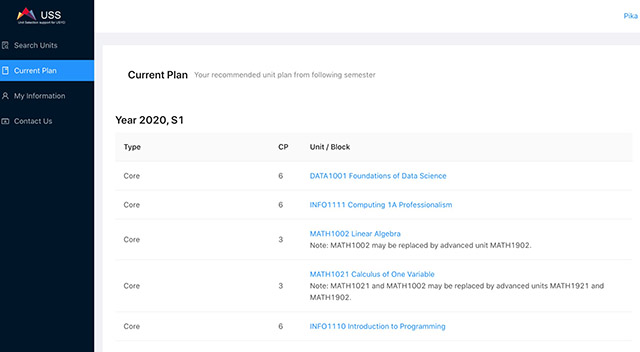 USS
Unit Selection support for USYD
Pika
Search Units
Current Plan
My Information
Contact Us
Current Plan Your recommended unit plan from following semester
Year 2020, S1
Type CP Unit / Block
Core 6 DATA1001 Foundations of Data Science
Core 6 INFO1111 Computing 1A Professionalism
Core 3 MATH1002 Linear Algebra
Note: MATH1002 may be replaced by advanced unit MATH1902.
Core 3 MATH1021 Calculus of One Variable
Note: MATH1021 and MATH1002 may be replaced by advanced units MATH1921 and
MATH1902.
Core 6 INFO1110 Introduction to Programming